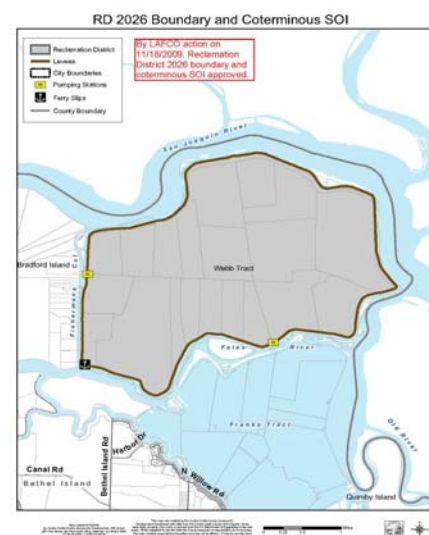 RD 2026 Boundary and Coterminous SOI
Reclamation District
Levees
City Boundaries
Pumping Stations
Ferry Slips
County Boundary
By LAFCO action on
11/18/2009, Reclamation
District 2026 boundary and
coterminous SOI approved.
San Joaquin River
Bradford Island
Fishermans Cut
Webb Tract
False River
Franks Tract
Old River
Bethel Island Rd
Harbor Dr
N Willow Rd
Canal Rd
Bethel Island
Quimby Island